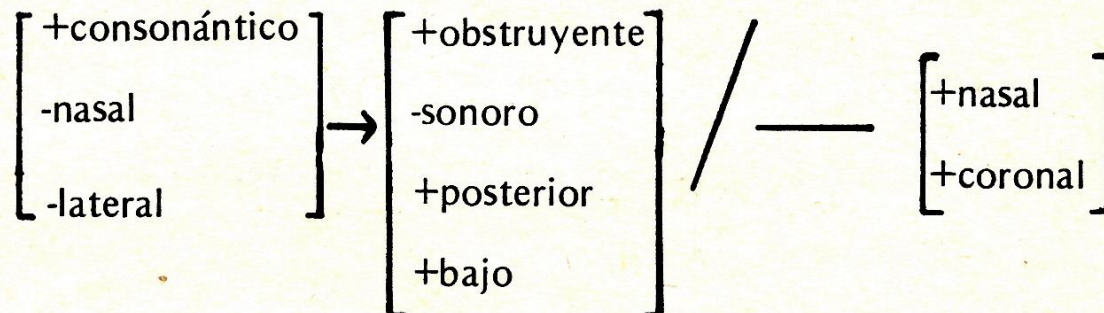 +consonántico
-nasal
-lateral
+obstruyente
-sonoro
+posterior
+bajo
+nasal
+coronal